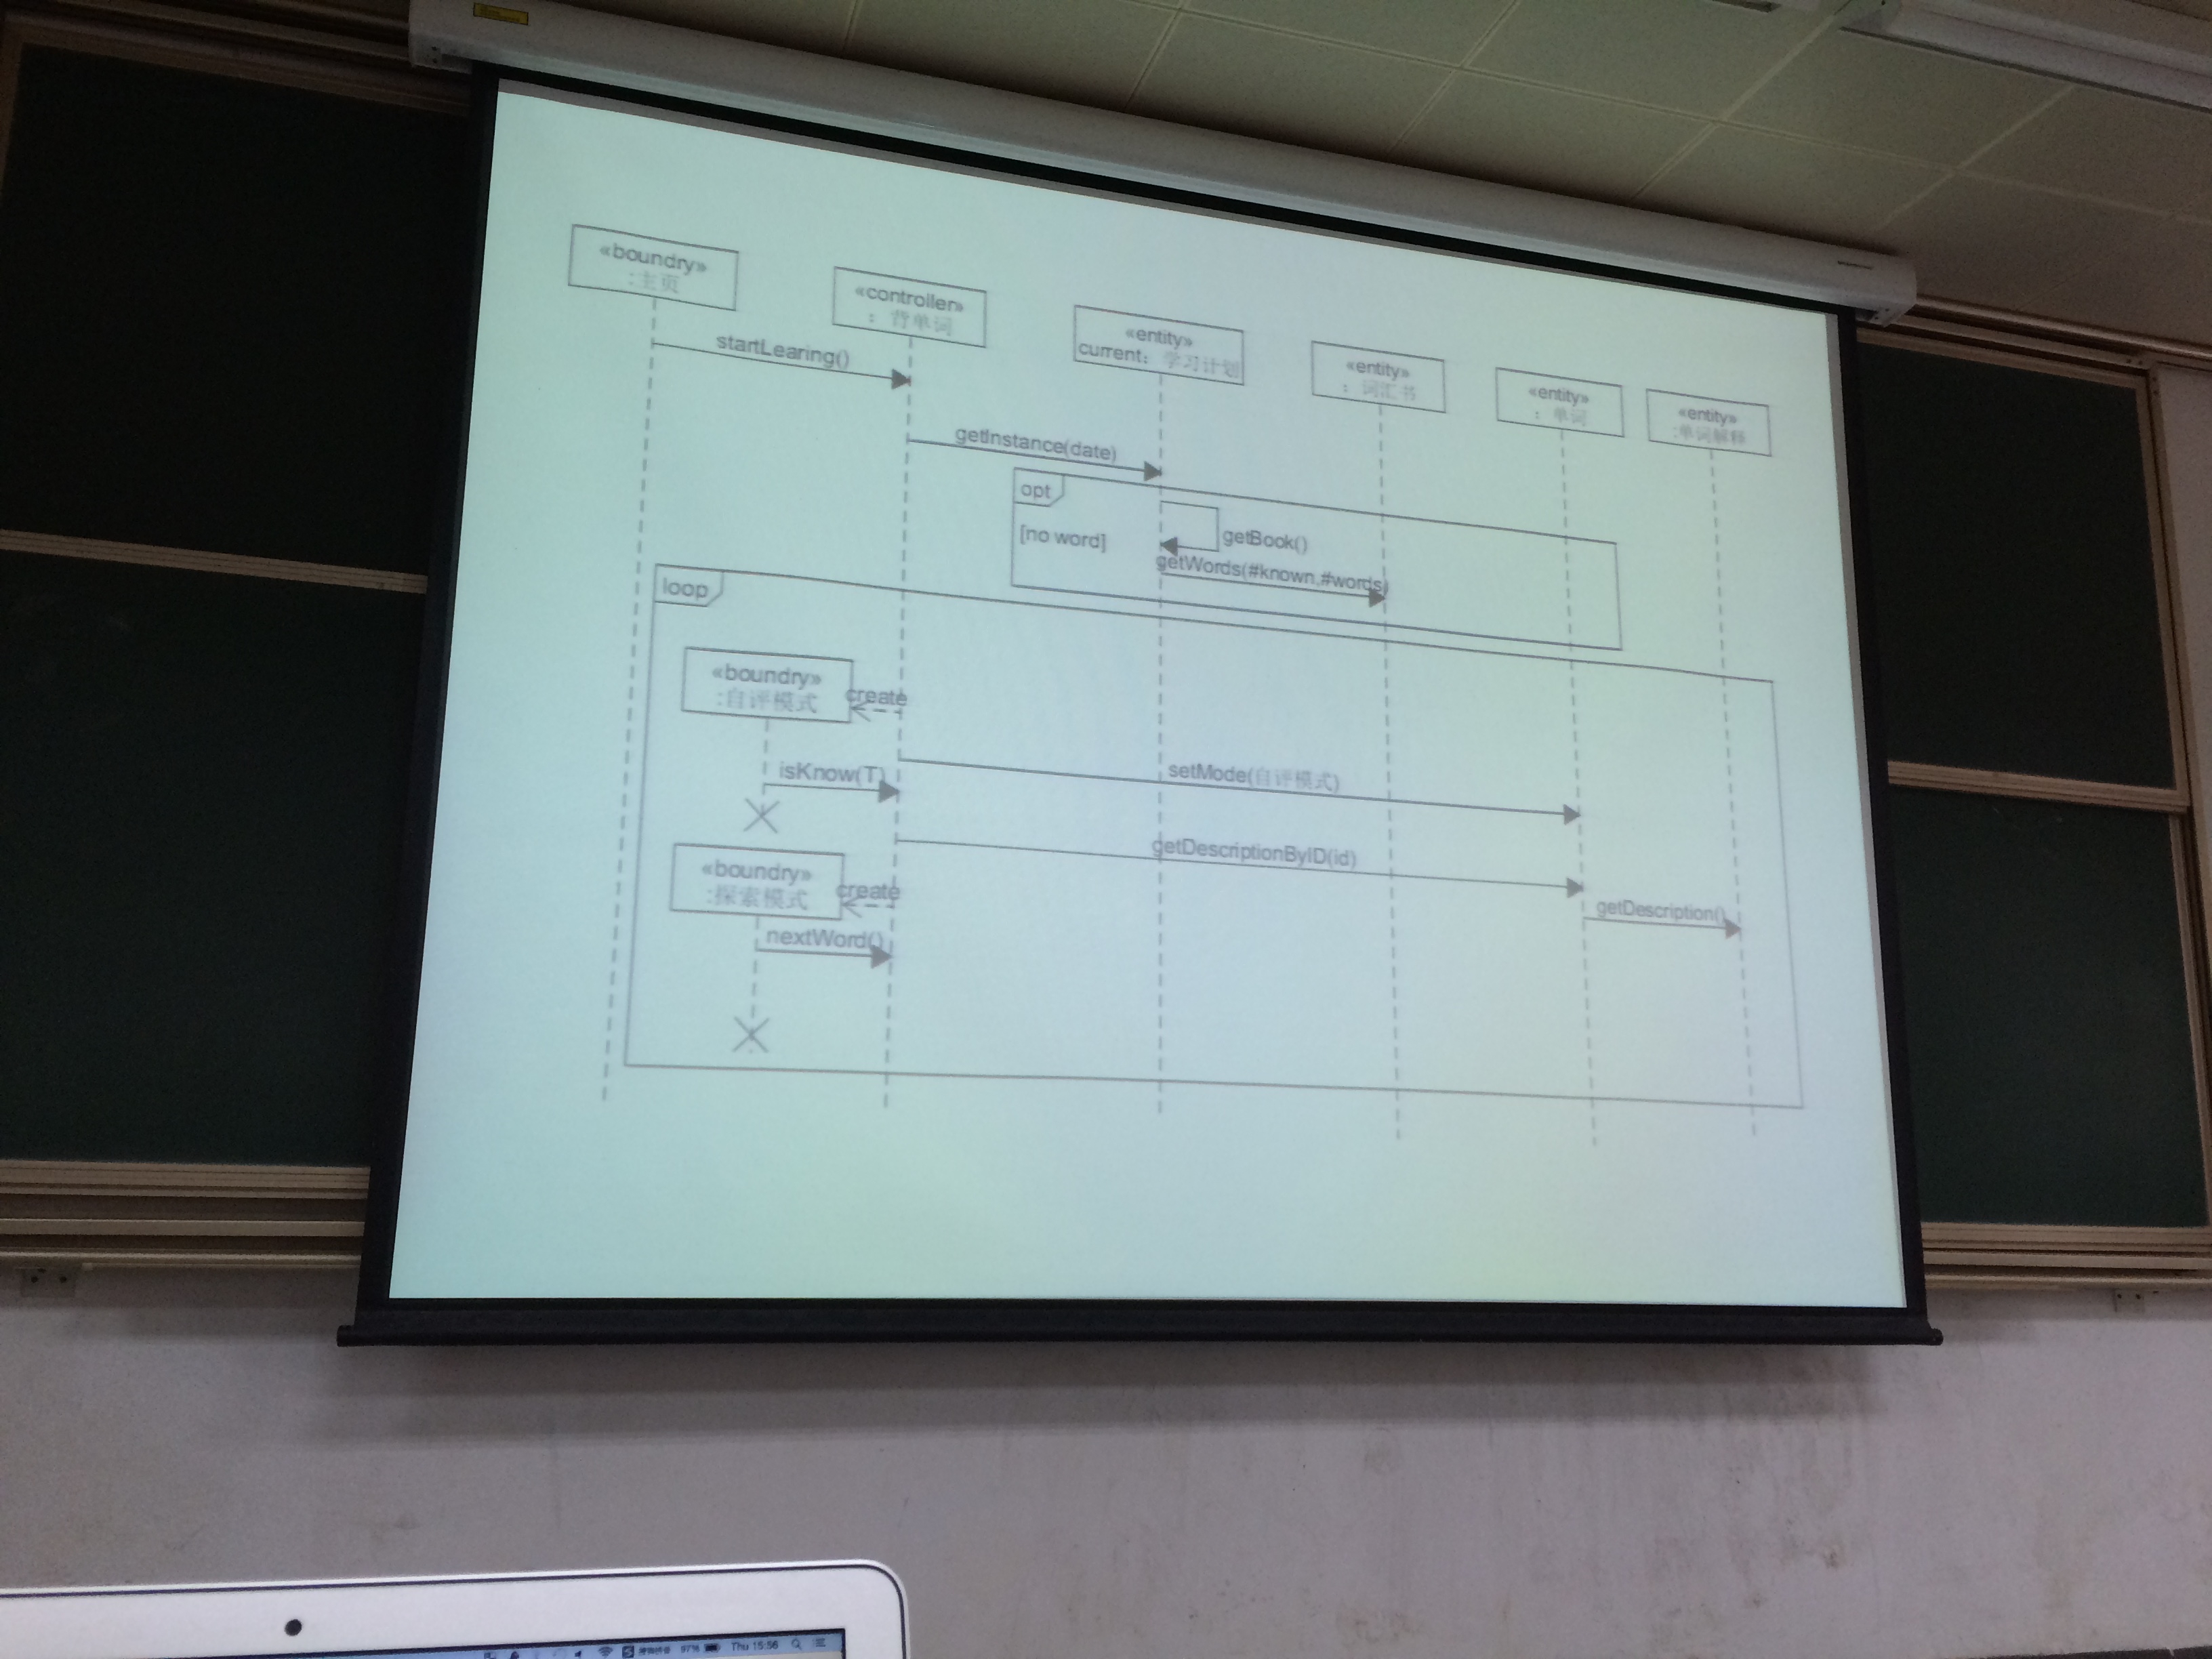 «boundry»
:主页
«controller»
：背单词
«entity»
current：学习计划
«entity»
：词汇书
«entity»
：单词
«entity»
:单词解释
startLearing()
getInstance(date)
opt
[no word]
getBook()
getWords(#known,#words)
loop
«boundry»
:自评模式
create
isKnow(T)
setMode(自评模式)
getDescriptionByID(id)
«boundry»
:探索模式
create
getDescription()
nextWord()
97%
Thu 15:56